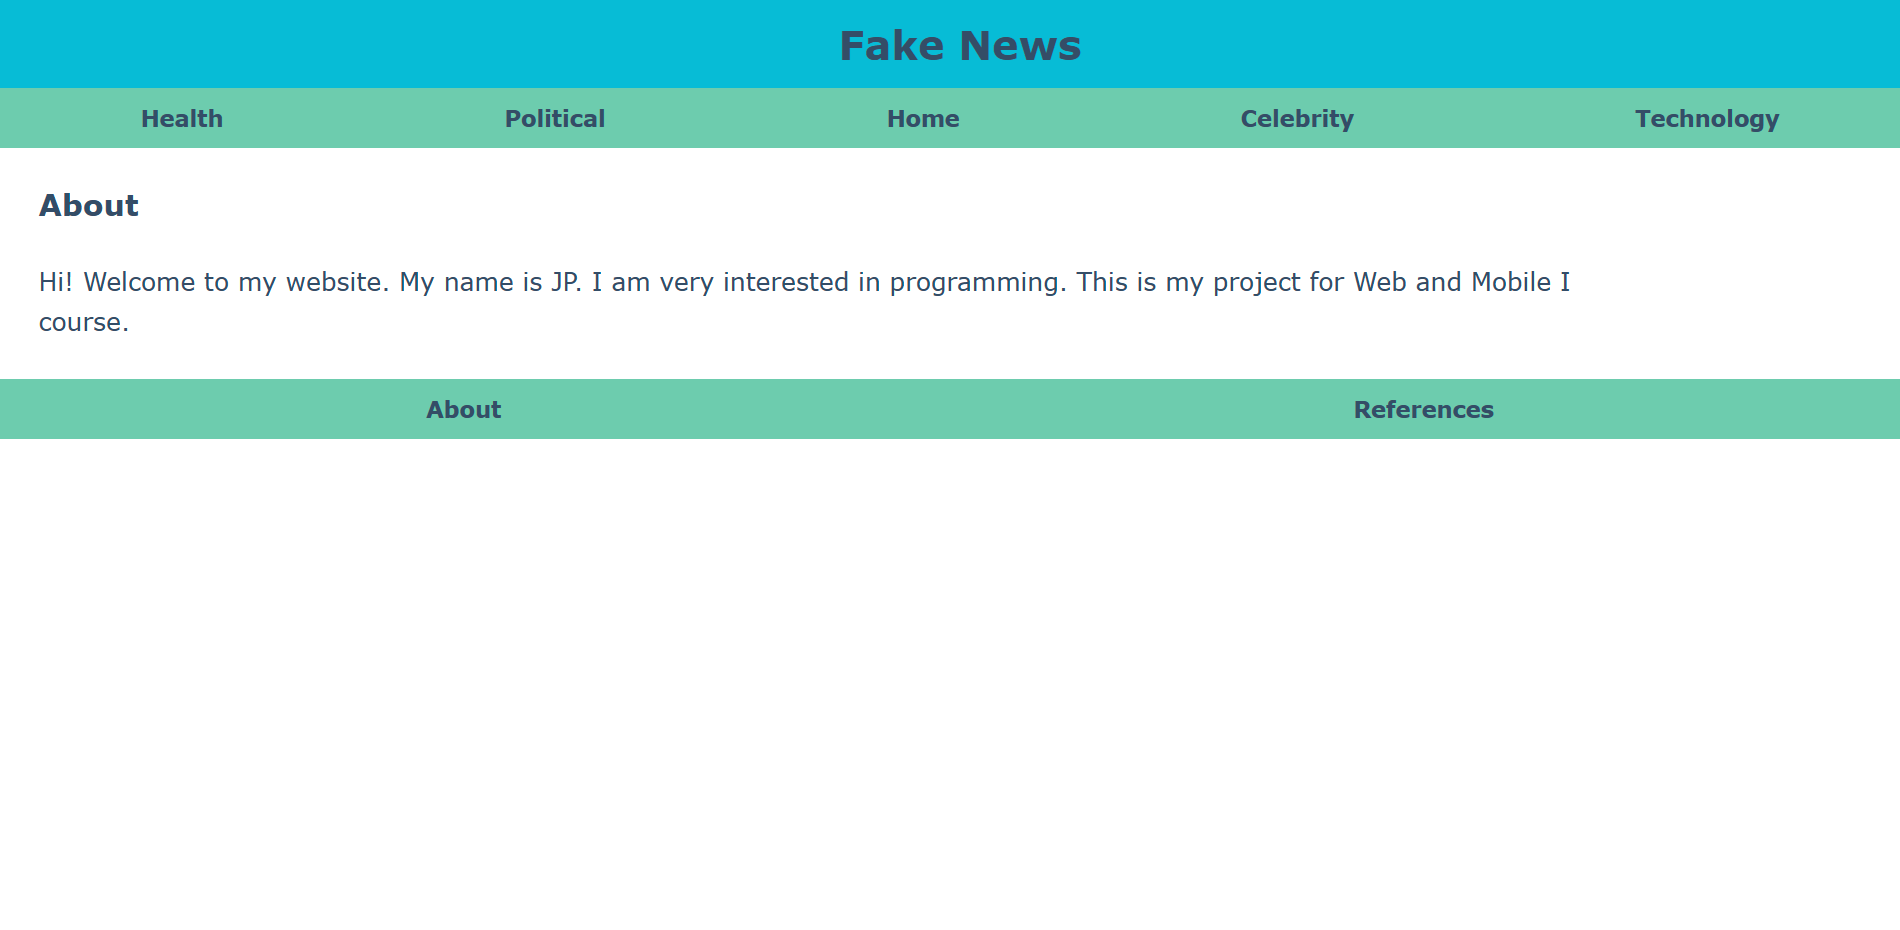 Fake News
Health Political Home Celebrity Technology
About
Hi! Welcome to my website. My name is JP. I am very interested in programming. This is my project for Web and Mobile I
course.
About References